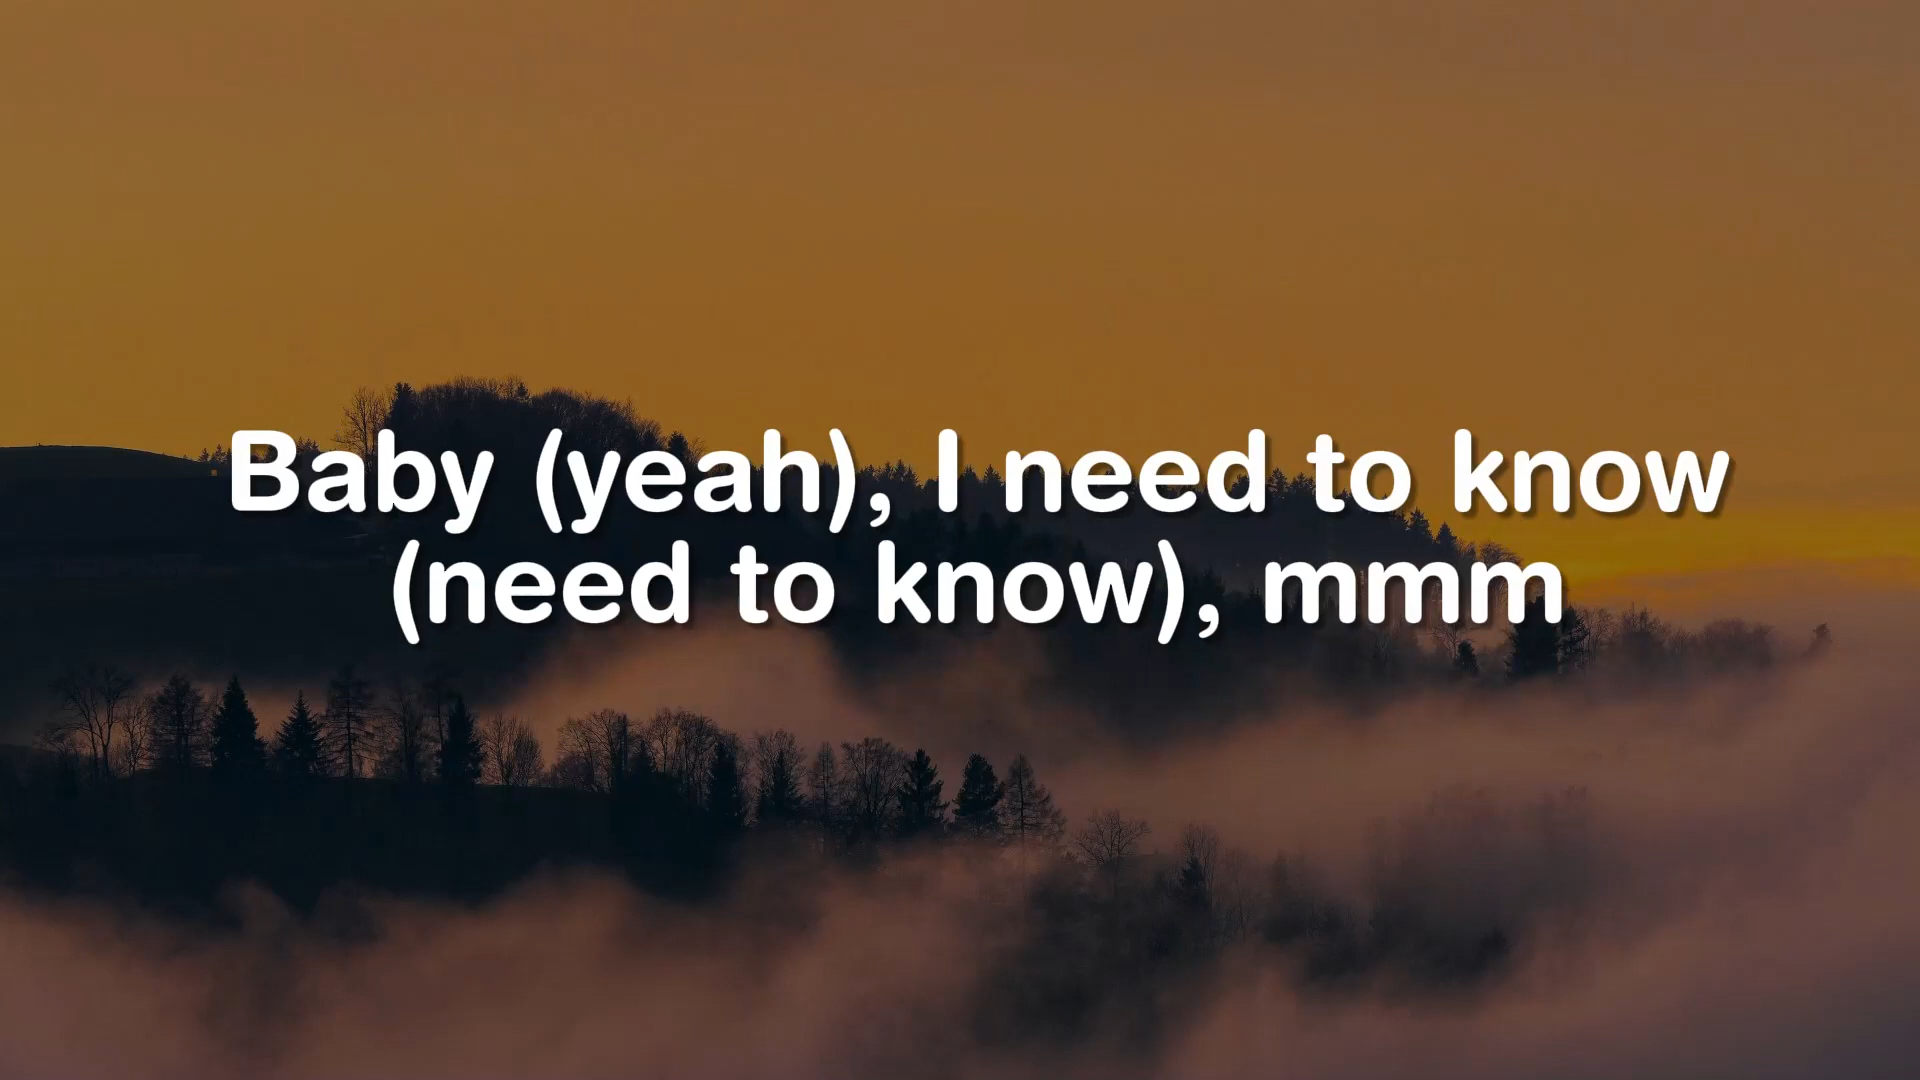 Baby (yeah), I need to know
(need to know), mmm